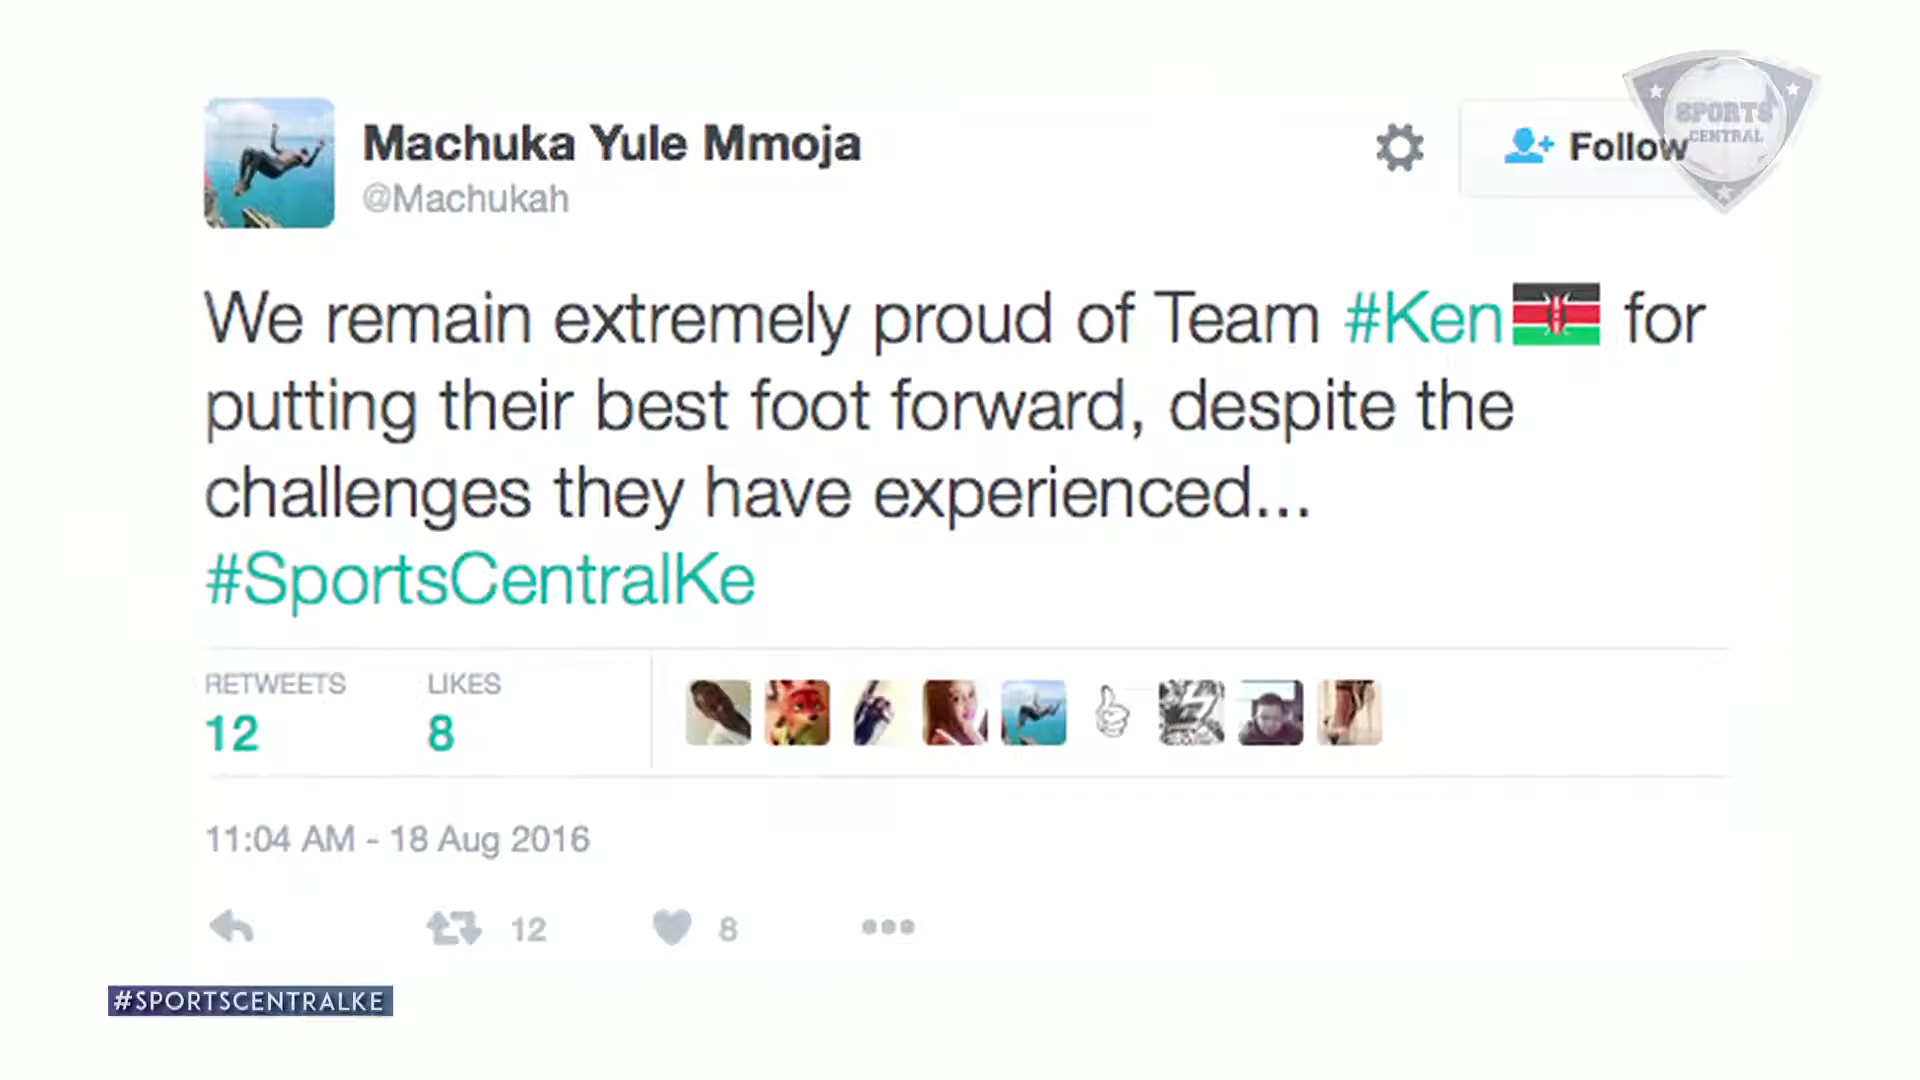 SPORTS
CENTRAL
Machuka Yule Mmoja
Follow
@Machukah
We remain extremely proud of Team #Ken for
putting their best foot forward, despite the
challenges they have experienced...
#SportsCentralKe
RETWEETS LIKES
12 8
11:04 AM - 18 Aug 2016
12 8
#SPORTSCENTRALKE